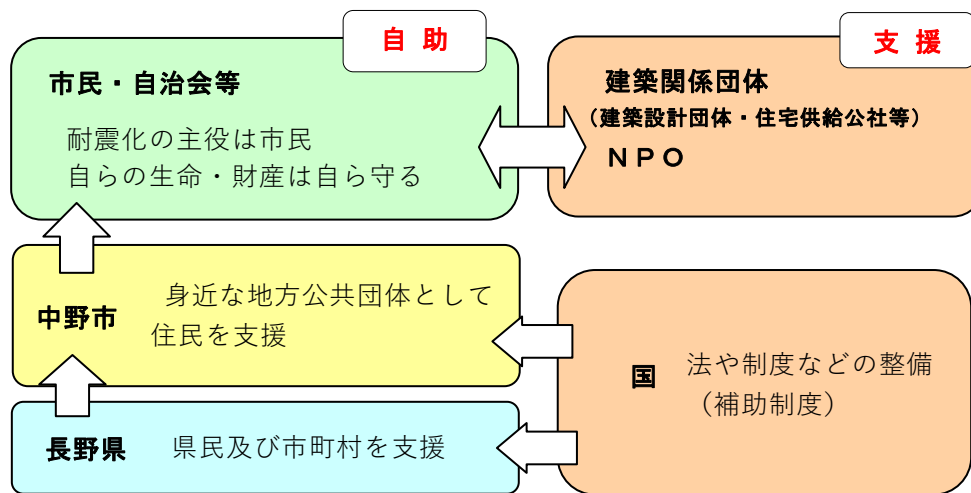 自 助
市民・自治会等
耐震化の主役は市民
自らの生命・財産は自ら守る
支 援
建築関係団体
（建築設計団体・住宅供給公社等）
ＮＰＯ
中野市 身近な地方公共団体として
住民を支援
長野県 県民及び市町村を支援
国 法や制度などの整備
（補助制度）